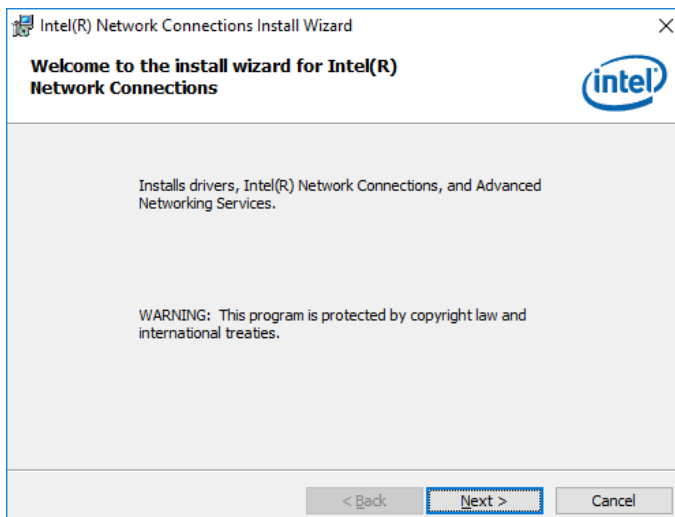 Intel(R) Network Connections Install Wizard
Welcome to the install wizard for Intel(R)
Network Connections
intel
Installs drivers, Intel(R) Network Connections, and Advanced
Networking Services.
WARNING:  This program is protected by copyright law and
international treaties.
< Back
Next >
Cancel